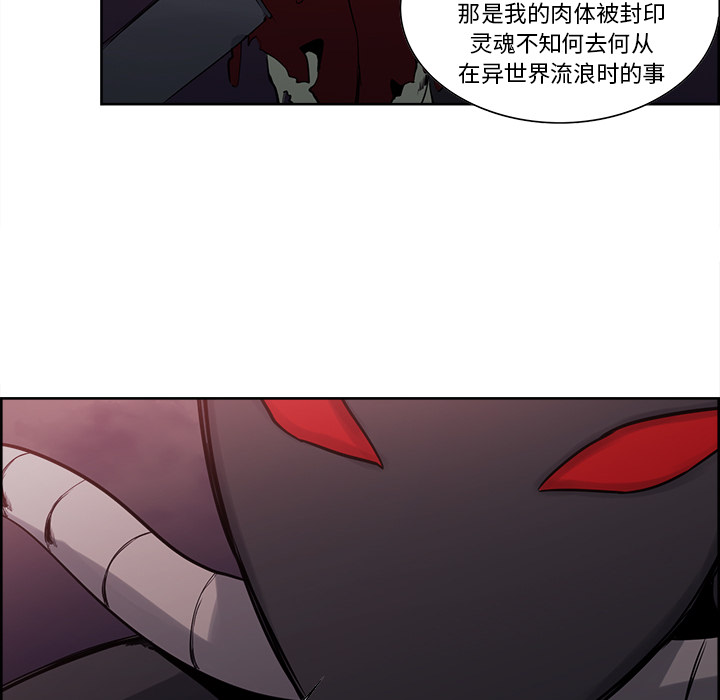 那是我的肉体被封印
灵魂不知何去何从
在异世界流浪时的事